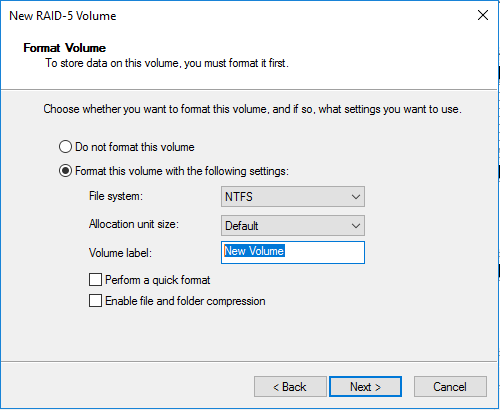 New RAID-5 Volume
Format Volume
To store data on this volume, you must format it first.
Choose whether you want to format this volume, and if so, what settings you want to use.
Do not format this volume
Format this volume with the following settings:
File system: NTFS
Allocation unit size: Default
Volume label: New Volume
Perform a quick format
Enable file and folder compression
< Back Next > Cancel